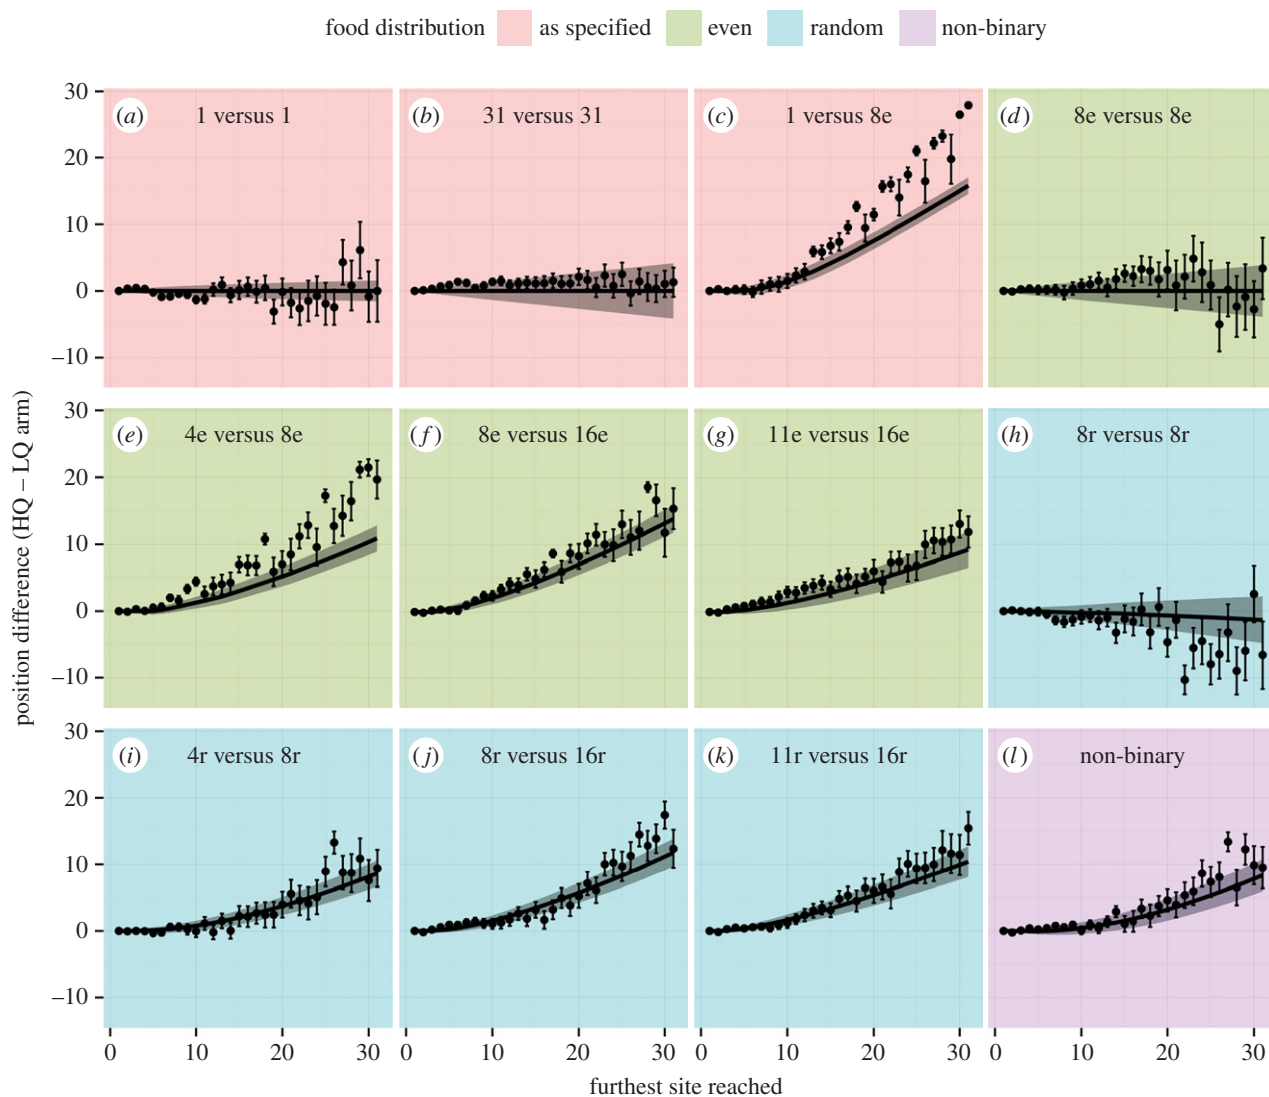 food distribution as specified even random non-binary
(a) 1 versus 1 (b) 31 versus 31 (c) 1 versus 8e (d) 8e versus 8e
30
20
10
0
–10
(e) 4e versus 8e (f) 8e versus 16e (g) 11e versus 16e (h) 8r versus 8r
30
20
10
0
–10
position difference (HQ – LQ arm)
(i) 4r versus 8r (j) 8r versus 16r (k) 11r versus 16r (l) non-binary
30
20
10
0
–10
0 10 20 30 0 10 20 30 0 10 20 30 0 10 20 30
furthest site reached